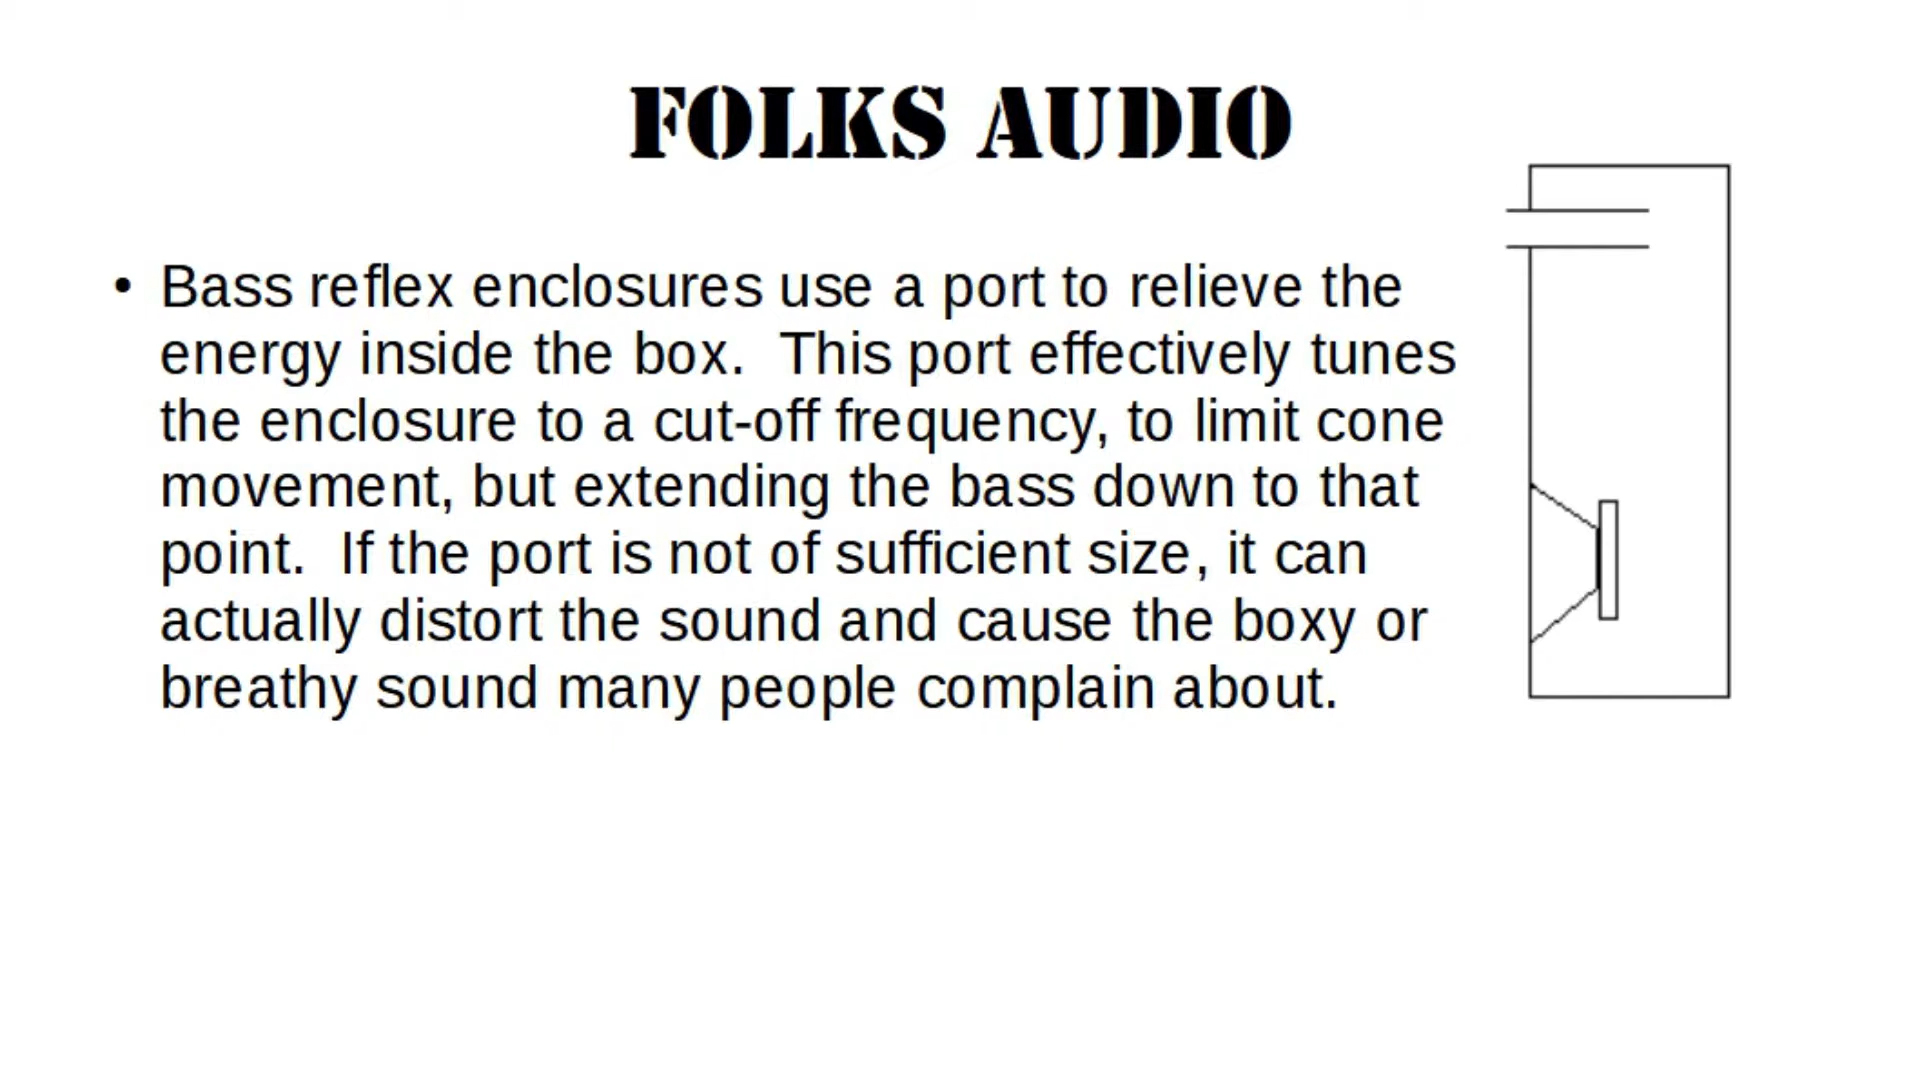 FOLKS AUDIO
• Bass reflex enclosures use a port to relieve the
energy inside the box.  This port effectively tunes
the enclosure to a cut-off frequency, to limit cone
movement, but extending the bass down to that
point.  If the port is not of sufficient size, it can
actually distort the sound and cause the boxy or
breathy sound many people complain about.